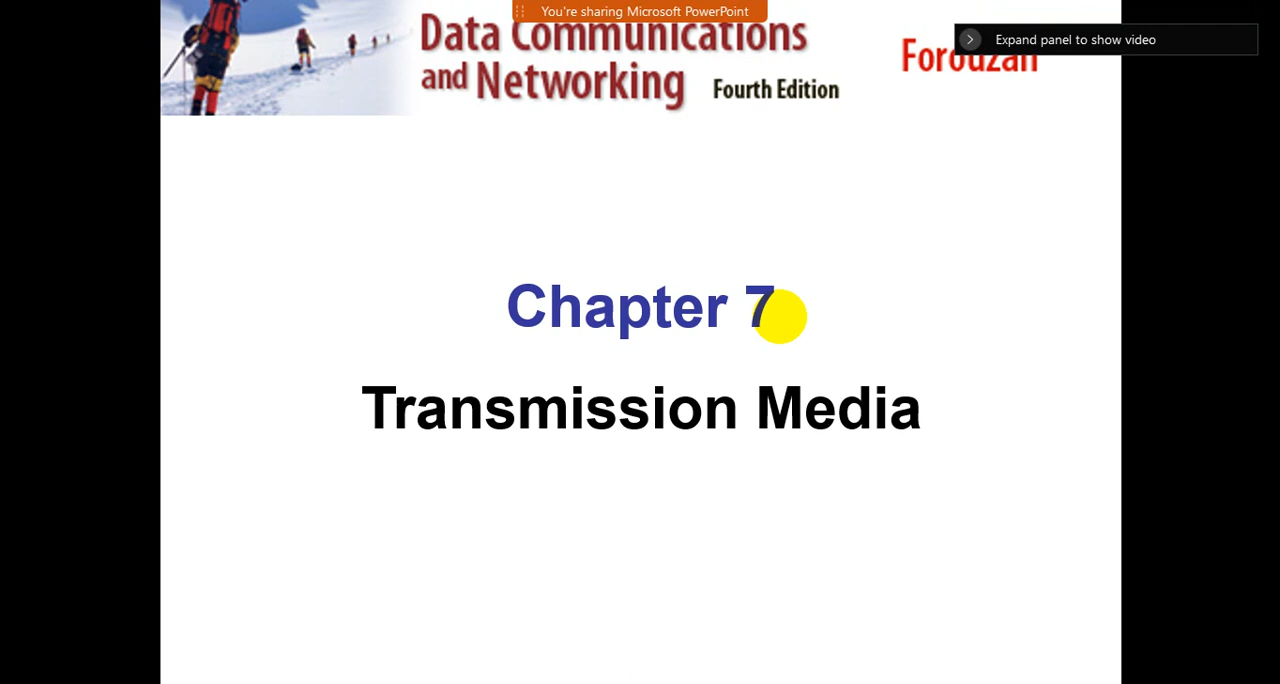 You're sharing Microsoft PowerPoint
Data Communications
and Networking Fourth Edition
Forouzan
Expand panel to show video
Chapter 7
Transmission Media